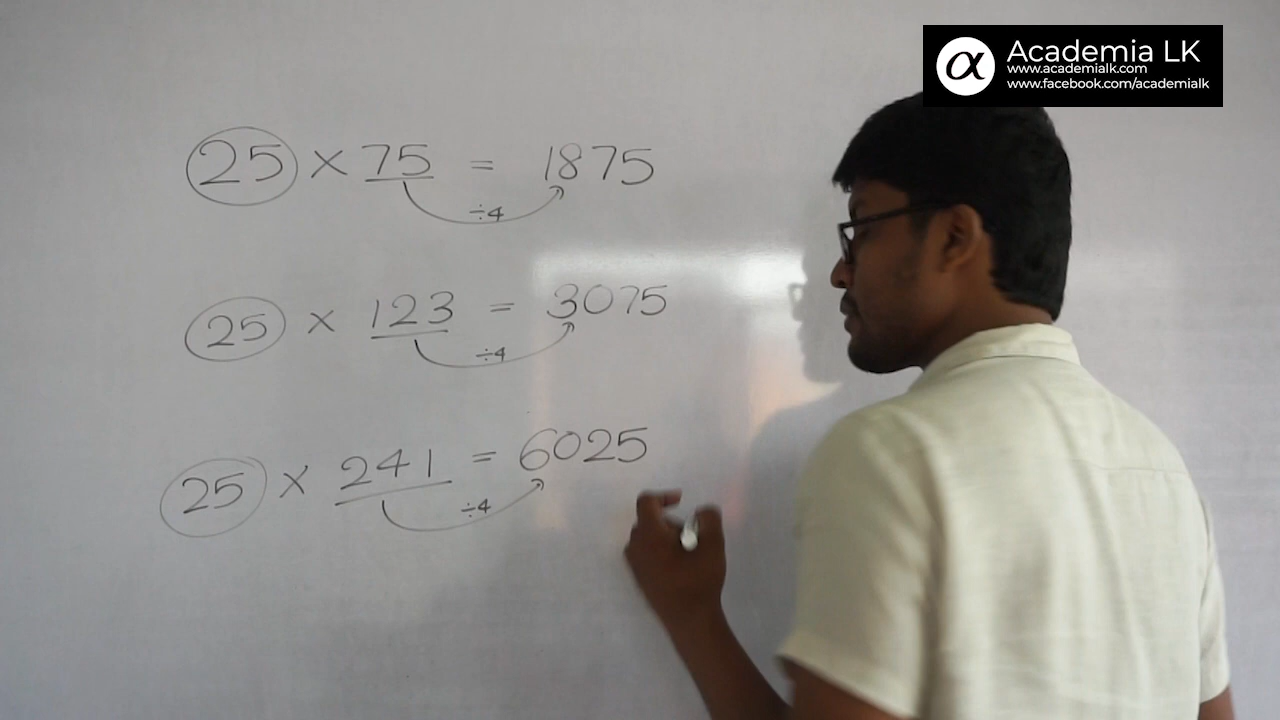 α Academia LK
www.academialk.com
www.facebook.com/academialk
25 × 75 = 1875
÷4
25 × 123 = 3075
÷4
25 × 241 = 6025
÷4